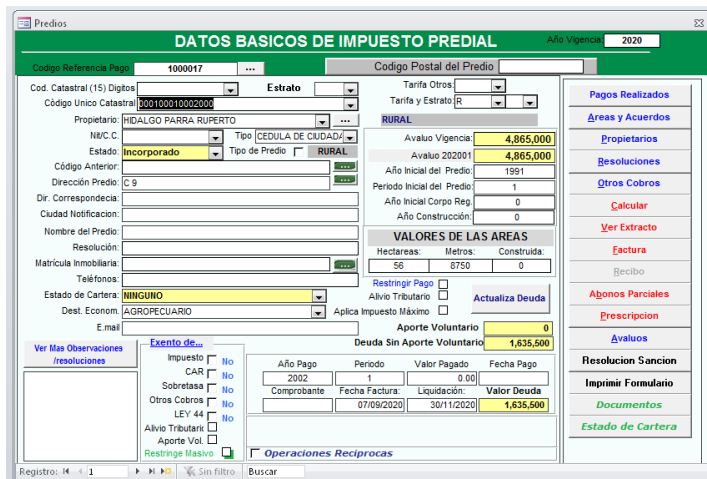 Predios
DATOS BASICOS DE IMPUESTO PREDIAL
Año Vigencia: 2020
Codigo Referencia Pago 1000017 ...
Codigo Postal del Predio
Cod. Catastral (15) Digitos
Estrato
Tarifa Otros:
Código Unico Catastral 000100010002000
Tarifa y Estrato: R
Propietario: HIDALGO PARRA RUPERTO ...
RURAL
Nit/C.C.
Tipo CEDULA DE CIUDADA
Avaluo Vigencia: 4,865,000
Estado: Incorporado
Tipo de Predio RURAL
Avaluo 202001 4,865,000
Código Anterior: ...
Año Inicial del Predio: 1991
Dirección Predio: C 9 ...
Periodo Inicial del Predio: 1
Dir. Correspondecia:
Año Inicial Corpo Reg. 0
Ciudad Notificacion:
Año Construcción: 0
Nombre del Predio:
VALORES DE LAS AREAS
Resolución:
Hectareas: Metros: Construida:
Matrícula Inmobiliaria: ...
56 8750 0
Teléfonos:
Restringir Pago
Estado de Cartera: NINGUNO
Alivio Tributario
Actualiza Deuda
Dest. Econom. AGROPECUARIO
Aplica Impuesto Máximo
E.mail
Aporte Voluntario 0
Deuda Sin Aporte Voluntario 1,635,500
Ver Mas Observaciones
/resoluciones
Exento de...
Impuesto No
CAR No
Sobretasa No
Otros Cobros No
LEY 44 No
Alivio Tributaric
Aporte Vol.
Restringe Masivo
Año Pago Periodo Valor Pagado Fecha Pago
2002 1 0.00
Comprobante Fecha Factura: Liquidación: Valor Deuda
07/09/2020 30/11/2020 1,635,500
Operaciones Reciprocas
Pagos Realizados
Areas y Acuerdos
Propietarios
Resoluciones
Otros Cobros
Calcular
Ver Extracto
Factura
Recibo
Abonos Parciales
Prescripcion
Avaluos
Resolucion Sancion
Imprimir Formulario
Documentos
Estado de Cartera
Registro: 1 Sin filtro Buscar